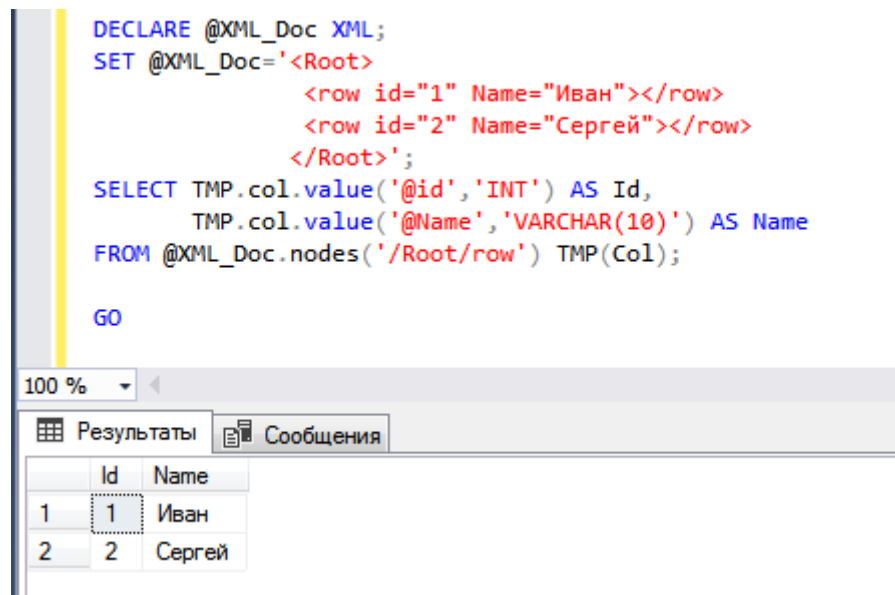 DECLARE @XML_Doc XML;
SET @XML_Doc='<Root>
<row id="1" Name="Иван"></row>
<row id="2" Name="Сергей"></row>
</Root>';
SELECT TMP.col.value('@id','INT') AS Id,
TMP.col.value('@Name','VARCHAR(10)') AS Name
FROM @XML_Doc.nodes('/Root/row') TMP(Col);
GO
100 %
Результаты Сообщения
Id Name
1 1 Иван
2 2 Сергей